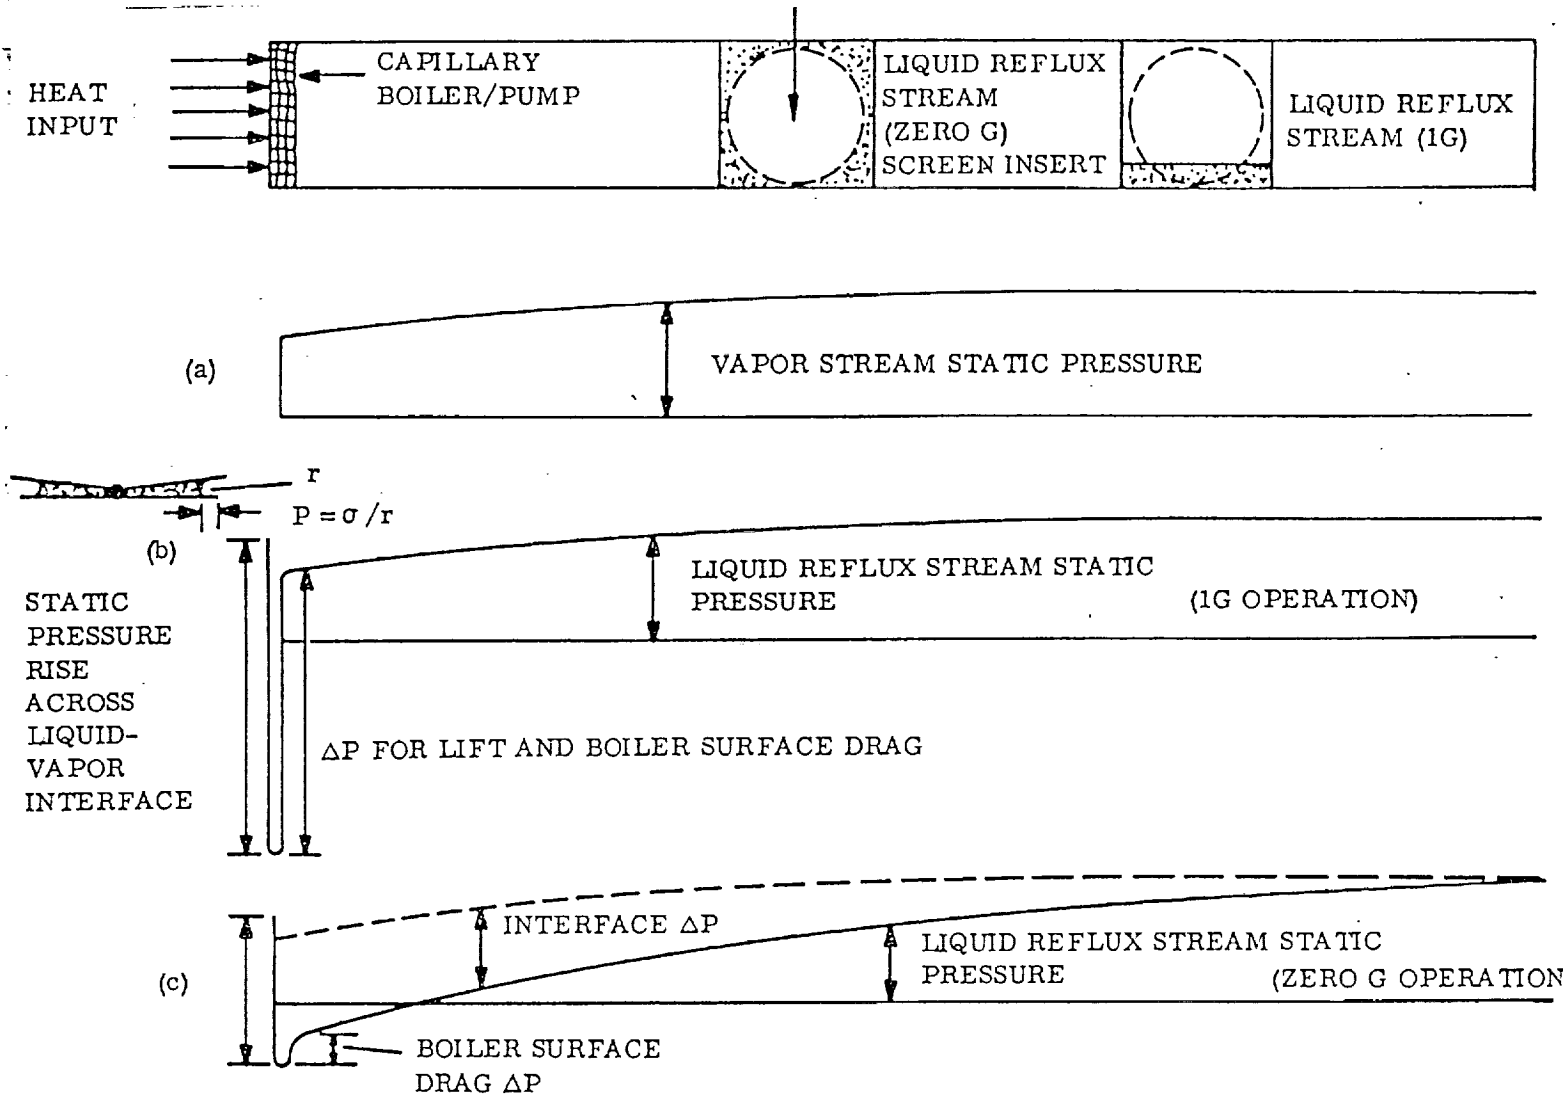 HEAT
INPUT
CAPILLARY
BOILER/PUMP
LIQUID REFLUX
STREAM
(ZERO G)
SCREEN INSERT
LIQUID REFLUX
STREAM (1G)
(a)
VAPOR STREAM STATIC PRESSURE
r
P = σ/r
(b)
STATIC
PRESSURE
RISE
ACROSS
LIQUID-
VAPOR
INTERFACE
LIQUID REFLUX STREAM STATIC
PRESSURE
(1G OPERATION)
ΔP FOR LIFT AND BOILER SURFACE DRAG
(c)
INTERFACE ΔP
LIQUID REFLUX STREAM STATIC
PRESSURE
(ZERO G OPERATION
BOILER SURFACE
DRAG ΔP